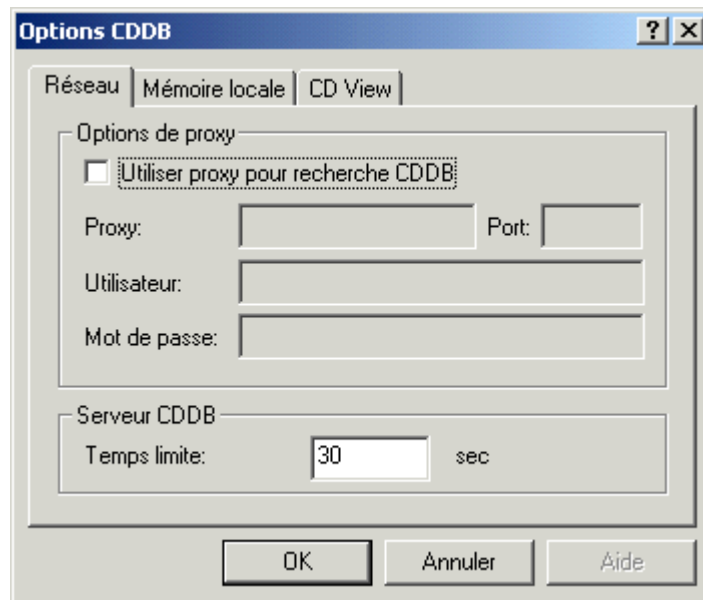 Options CDDB
Réseau Mémoire locale CD View
Options de proxy
Utiliser proxy pour recherche CDDB
Proxy: Port:
Utilisateur:
Mot de passe:
Serveur CDDB
Temps limite: 30 sec
OK Annuler Aide